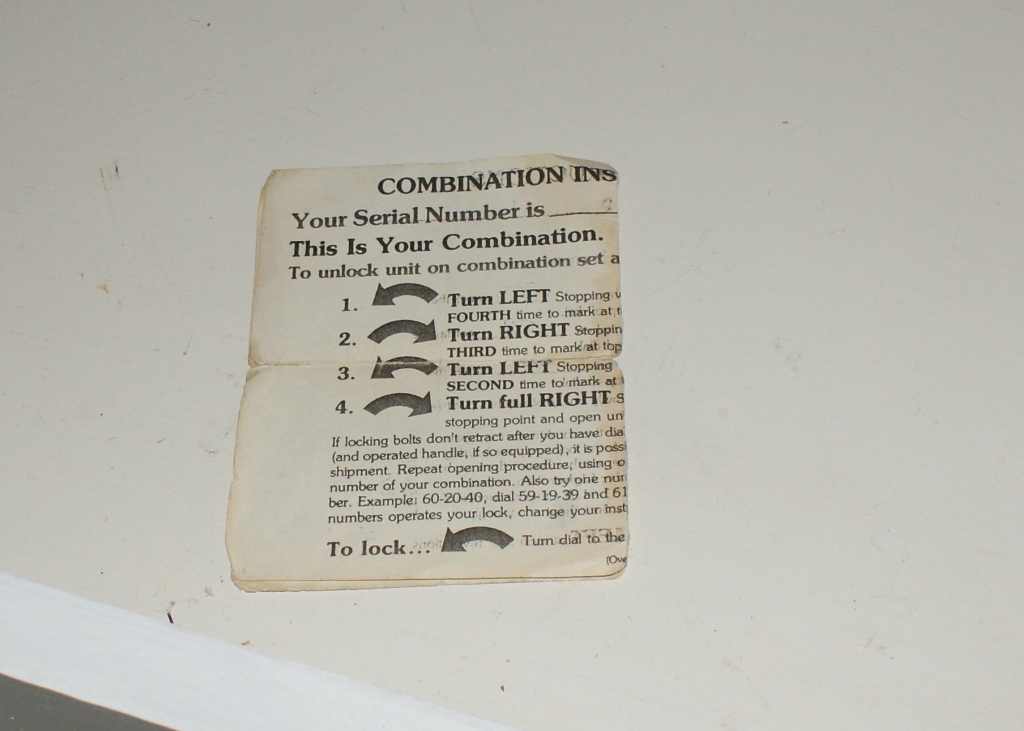 COMBINATION INS
Your Serial Number is
This Is Your Combination.
To unlock unit on combination set a
1. Turn LEFT Stopping
FOURTH time to mark at
2. Turn RIGHT Stoppin
THIRD time to mark at top
3. Turn LEFT Stopping
SECOND time to mark at
4. Turn full RIGHT s
stopping point and open un
If locking bolts don't retract after you have dia
(and operated handle, if so equipped), it is possi
shipment. Repeat opening procedure, using o
number of your combination. Also try one num
ber. Example: 60-20-40, dial 59-19-39 and 61
numbers operates your lock, change your inst
To lock... Turn dial to the
(Ove